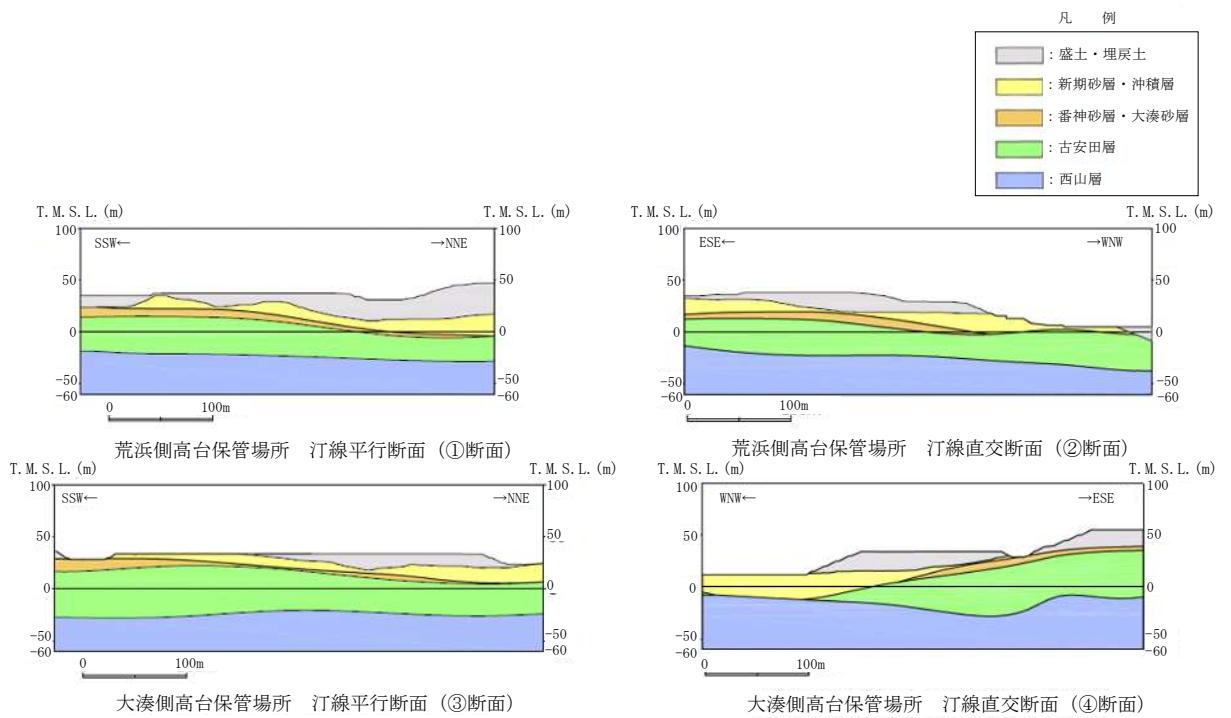 凡 例
：盛土・埋戻土
：新期砂層・沖積層
：番神砂層・大湊砂層
：古安田層
：西山層
T.M.S.L.(m) T.M.S.L.(m)
SSW← →NNE
100 100
50 50
0 0
-50 -50
-60 -60
0 100m
荒浜側高台保管場所 汀線平行断面（①断面）
T.M.S.L.(m) T.M.S.L.(m)
ESE← →WNW
100 100
50 50
0 0
-50 -50
-60 -60
0 100m
荒浜側高台保管場所 汀線直交断面（②断面）
T.M.S.L.(m) T.M.S.L.(m)
SSW← →NNE
100 100
50 50
0 0
-50 -50
-60 -60
0 100m
大湊側高台保管場所 汀線平行断面（③断面）
T.M.S.L.(m) T.M.S.L.(m)
WNW← →ESE
100 100
50 50
0 0
-50 -50
-60 -60
0 100m
大湊側高台保管場所 汀線直交断面（④断面）